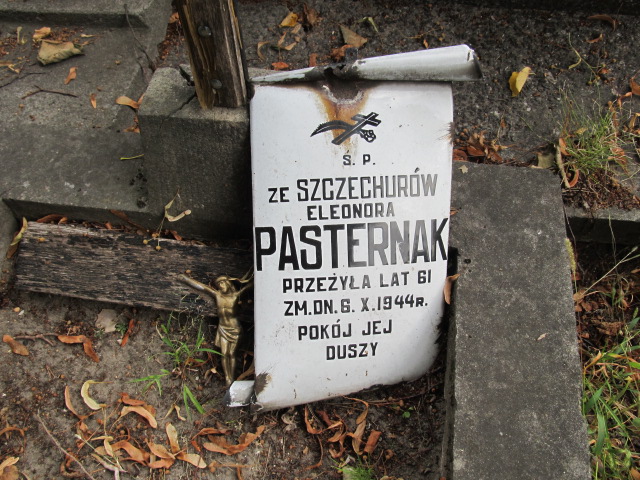 Ś. P.
ZE SZCZECHURÓW
ELEONORA
PASTERNAK
PRZEŻYŁA LAT 61
ZM.DN. 6. X. 1944 R.
POKÓJ JEJ
DUSZY